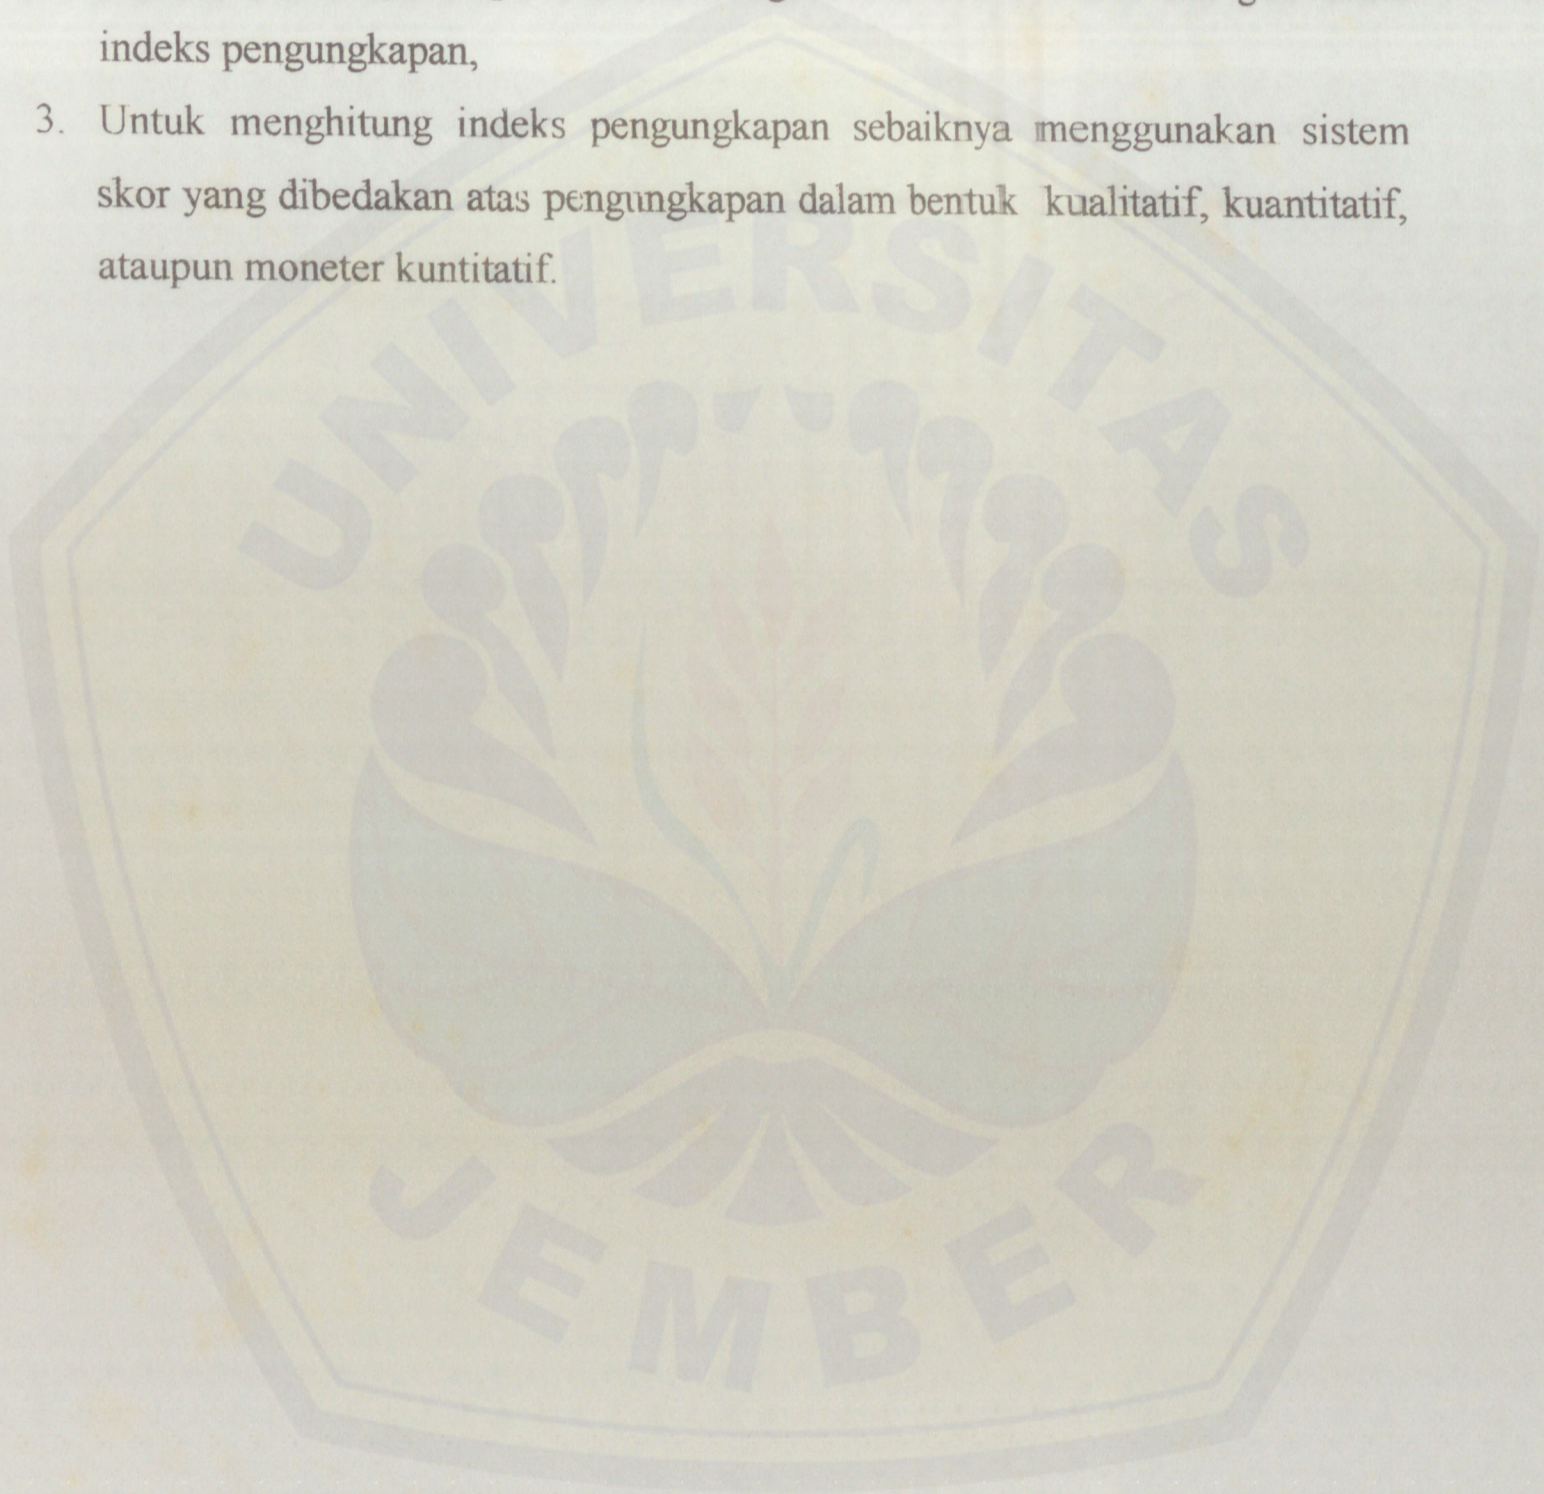 indeks pengungkapan,
3. Untuk menghitung indeks pengungkapan sebaiknya menggunakan sistem
skor yang dibedakan atas pengungkapan dalam bentuk kualitatif, kuantitatif,
ataupun moneter kuntitatif.
UNIVERSITAS
JEMBER